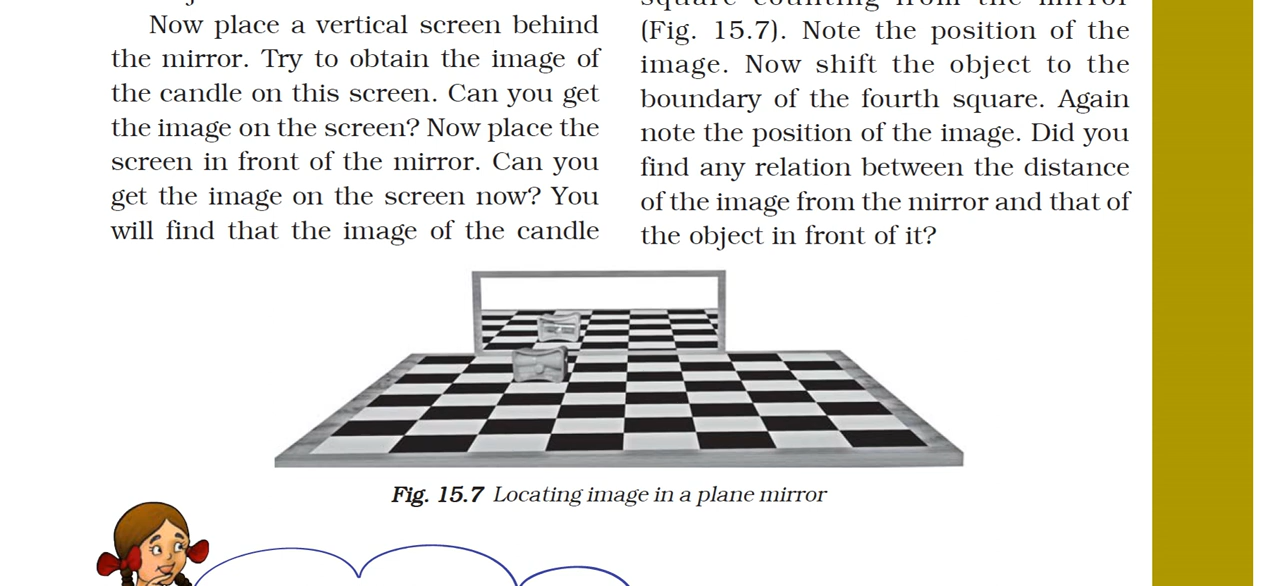 Now place a vertical screen behind
the mirror. Try to obtain the image of
the candle on this screen. Can you get
the image on the screen? Now place the
screen in front of the mirror. Can you
get the image on the screen now? You
will find that the image of the candle
square counting from the mirror
(Fig. 15.7). Note the position of the
image. Now shift the object to the
boundary of the fourth square. Again
note the position of the image. Did you
find any relation between the distance
of the image from the mirror and that of
the object in front of it?
Fig. 15.7 Locating image in a plane mirror